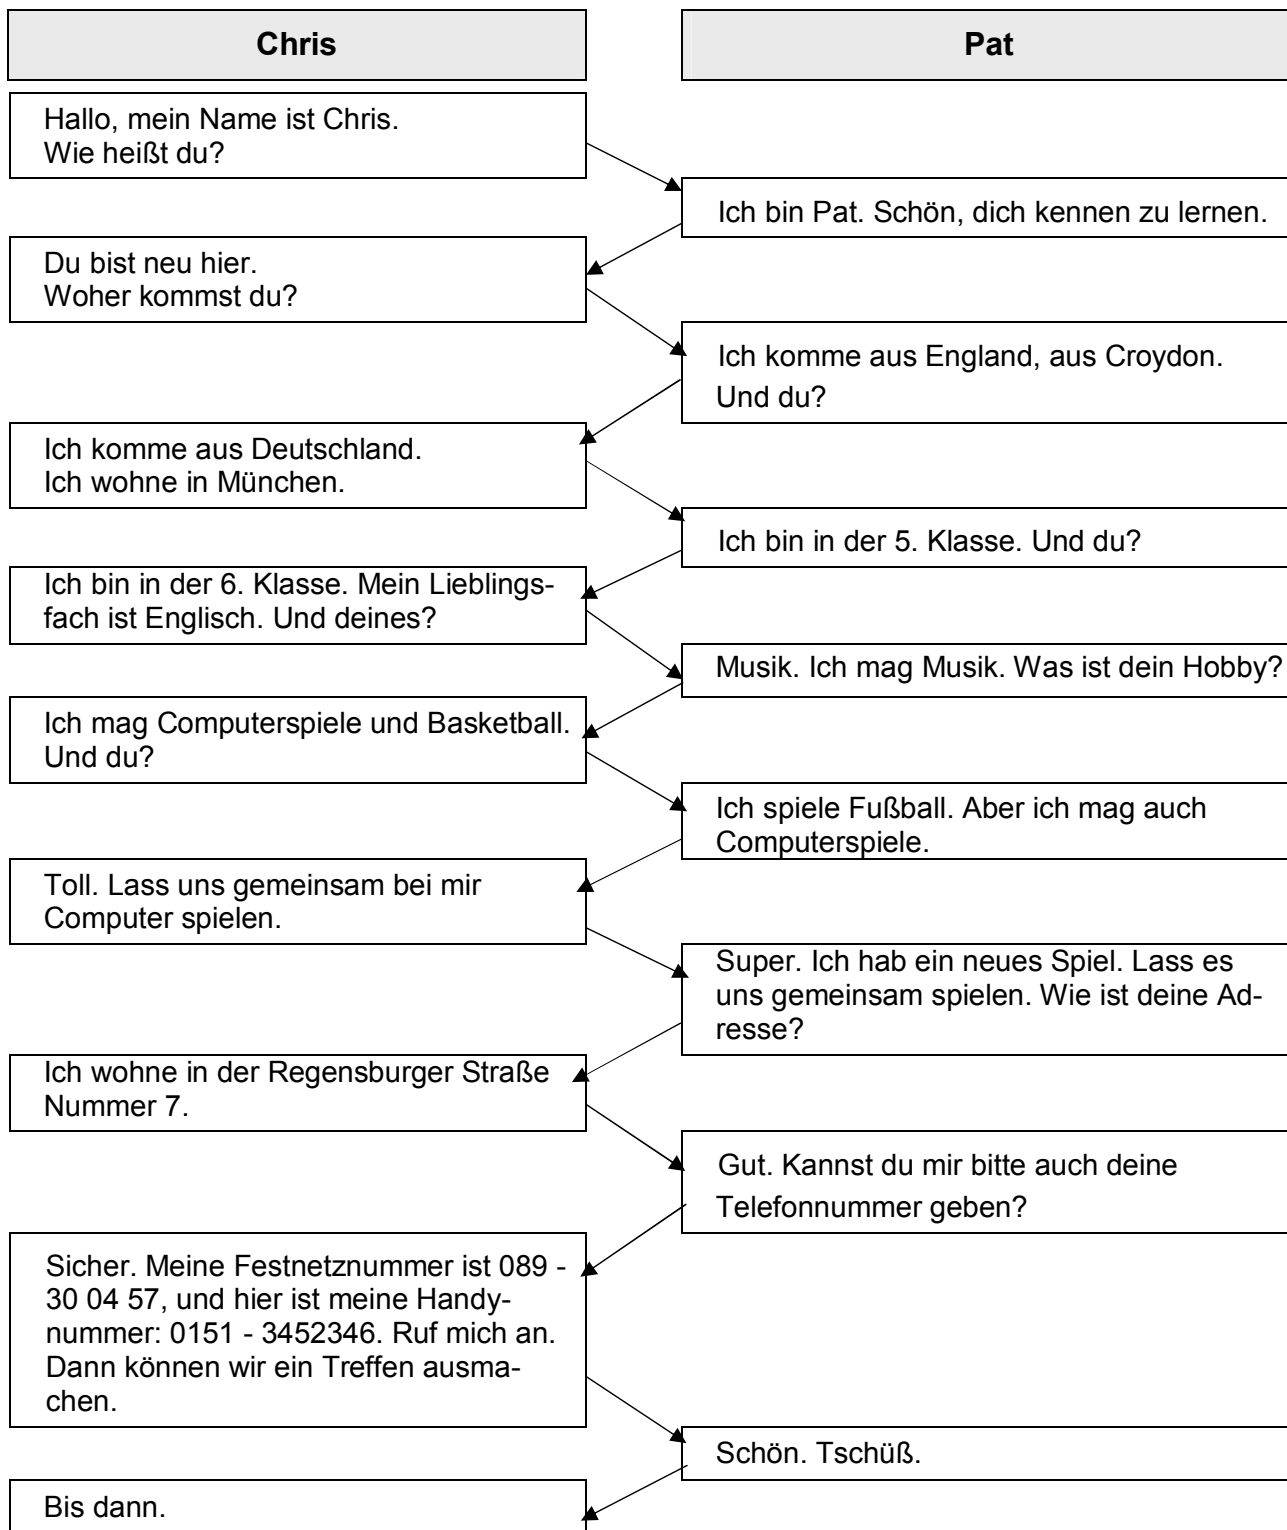 Chris
Pat
Hallo, mein Name ist Chris.
Wie heißt du?
Ich bin Pat. Schön, dich kennen zu lernen.
Du bist neu hier.
Woher kommst du?
Ich komme aus England, aus Croydon.
Und du?
Ich komme aus Deutschland.
Ich wohne in München.
Ich bin in der 5. Klasse. Und du?
Ich bin in der 6. Klasse. Mein Lieblings-
fach ist Englisch. Und deines?
Musik. Ich mag Musik. Was ist dein Hobby?
Ich mag Computerspiele und Basketball.
Und du?
Ich spiele Fußball. Aber ich mag auch
Computerspiele.
Toll. Lass uns gemeinsam bei mir
Computer spielen.
Super. Ich hab ein neues Spiel. Lass es
uns gemeinsam spielen. Wie ist deine Ad-
resse?
Ich wohne in der Regensburger Straße
Nummer 7.
Gut. Kannst du mir bitte auch deine
Telefonnummer geben?
Sicher. Meine Festnetznummer ist 089 -
30 04 57, und hier ist meine Handy-
nummer: 0151 - 3452346. Ruf mich an.
Dann können wir ein Treffen ausma-
chen.
Schön. Tschüß.
Bis dann.